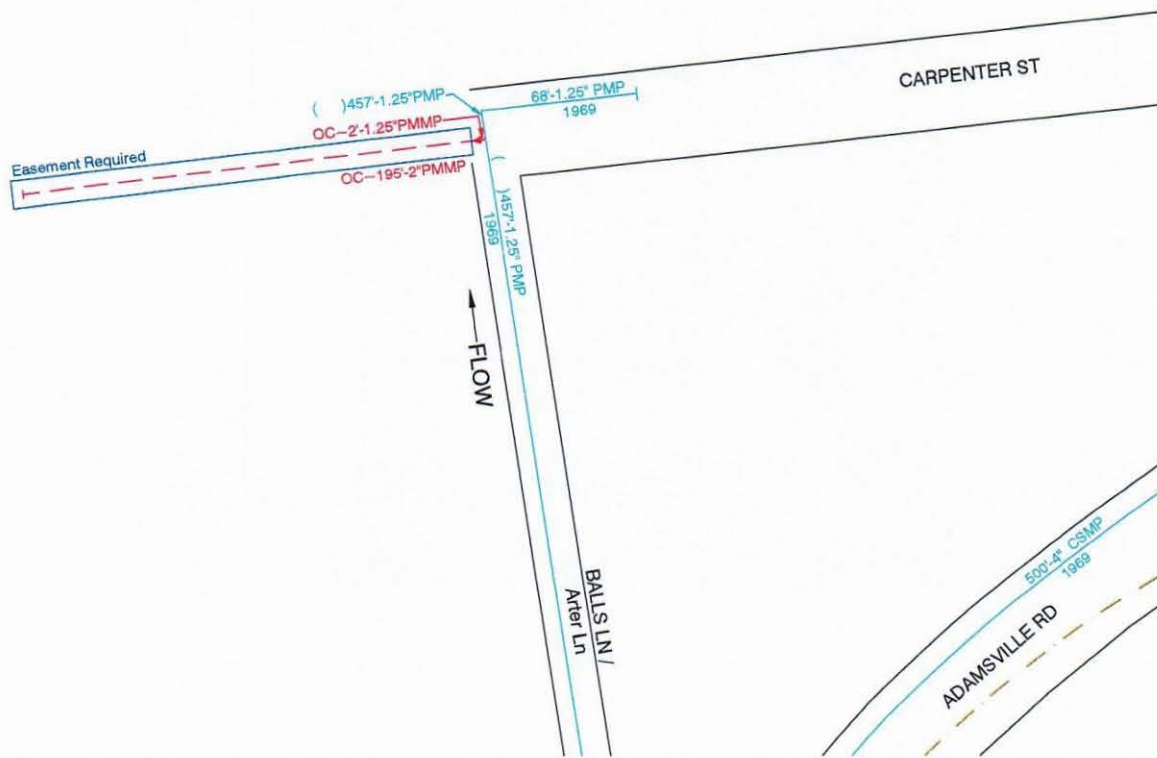 CARPENTER ST
68'-1.25" PMP
1969
( )457'-1.25"PMP
OC~2'-1.25"PMMP
Easement Required
OC~195'-2"PMMP
( )457'-1.25" PMP
1969
FLOW
BALLS LN /
Arter Ln
500'-4" CSMP
1969
ADAMSVILLE RD